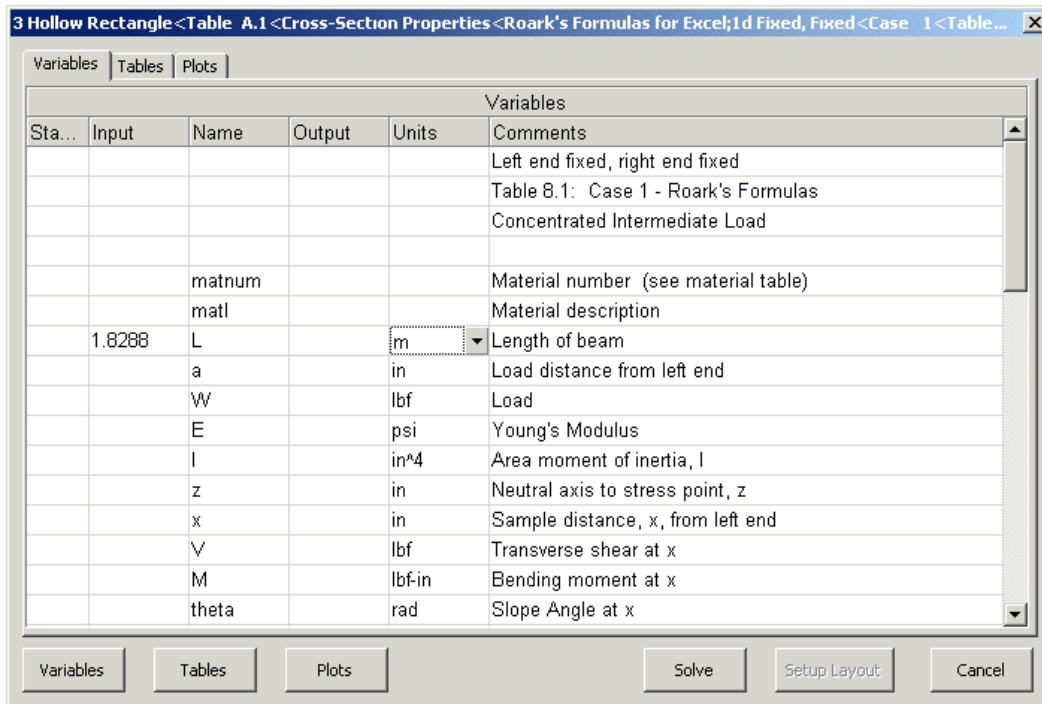 3 Hollow Rectangle<Table A.1<Cross-Section Properties<Roark's Formulas for Excel;1d Fixed, Fixed<Case 1<Table...
Variables Tables Plots
Variables
Sta... Input Name Output Units Comments
Left end fixed, right end fixed
Table 8.1: Case 1 - Roark's Formulas
Concentrated Intermediate Load
matnum Material number (see material table)
matl Material description
1.8288 L m Length of beam
a in Load distance from left end
W lbf Load
E psi Young's Modulus
I in^4 Area moment of inertia, I
z in Neutral axis to stress point, z
x in Sample distance, x, from left end
V lbf Transverse shear at x
M lbf-in Bending moment at x
theta rad Slope Angle at x
Variables Tables Plots Solve Setup Layout Cancel